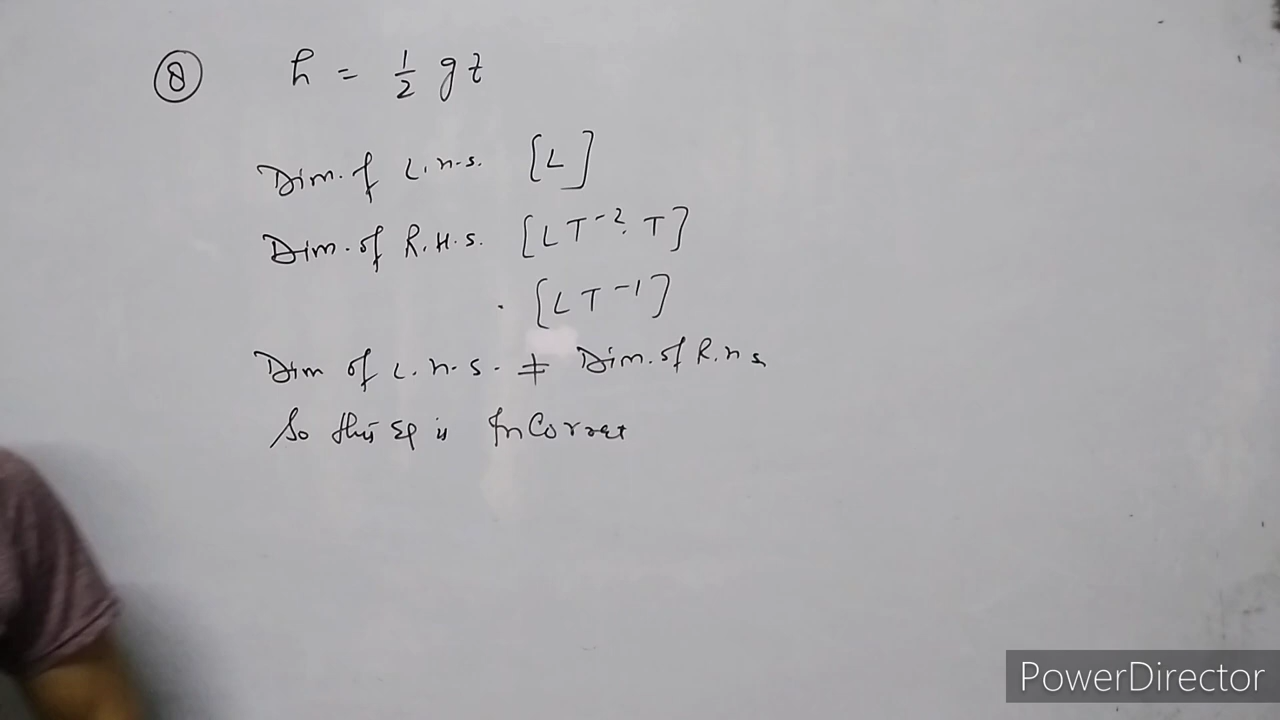 ⑧ h = 1/2 gt
Dim. of L.H.S. [L]
Dim. of R.H.S. [LT⁻². T]
. [LT⁻¹]
Dim of L.H.S. ≠ Dim. of R.H.S
So this Eq is InCorrect
PowerDirector